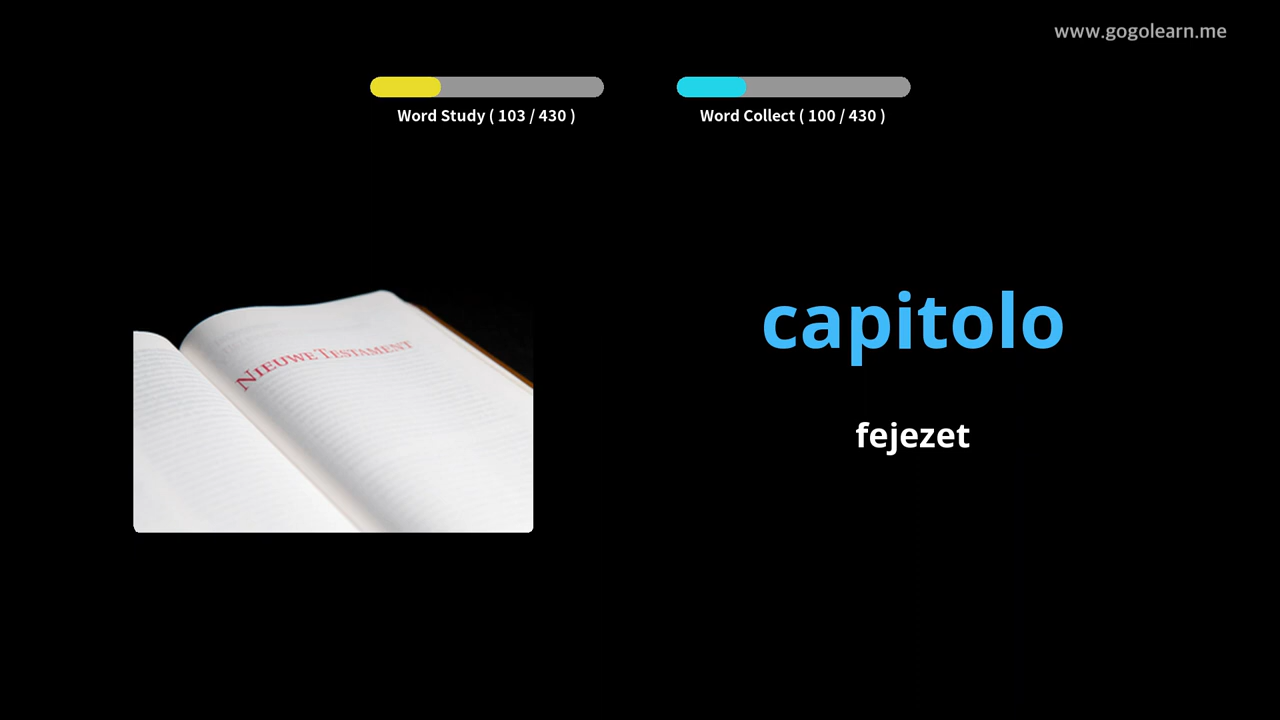 www.gogolearn.me
Word Study ( 103 / 430 )
Word Collect ( 100 / 430 )
NIEUWE TESTAMENT
capitolo
fejezet